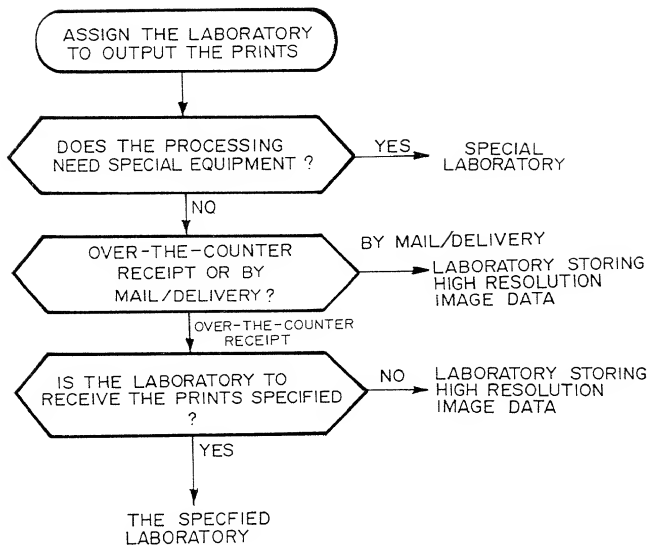 ASSIGN THE LABORATORY
TO OUTPUT THE PRINTS
DOES THE PROCESSING
NEED SPECIAL EQUIPMENT ?
YES
SPECIAL
LABORATORY
NO
OVER-THE-COUNTER
RECEIPT OR BY
MAIL/DELIVERY ?
BY MAIL/DELIVERY
LABORATORY STORING
HIGH RESOLUTION
IMAGE DATA
OVER-THE-COUNTER
RECEIPT
IS THE LABORATORY TO
RECEIVE THE PRINTS SPECIFIED
?
NO
LABORATORY STORING
HIGH RESOLUTION
IMAGE DATA
YES
THE SPECFIED
LABORATORY